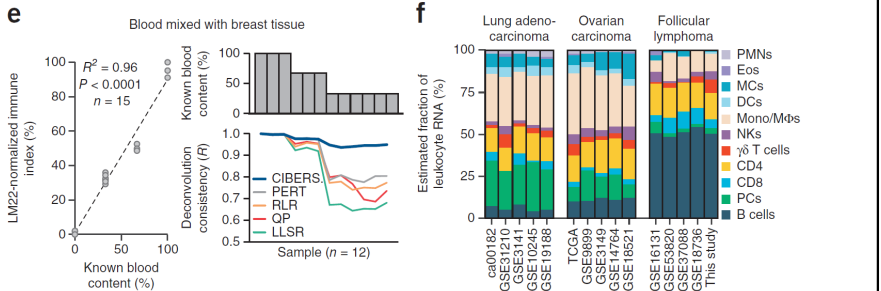 e
Blood mixed with breast tissue
LM22-normalized immune
index (%)
100
80
60
40
20
0
R² = 0.96
P < 0.0001
n = 15
0
50
100
Known blood
content (%)
Known blood
content (%)
100
50
0
Deconvolution
consistency (R)
1.0
0.9
0.8
0.7
0.6
0.5
CIBERS.
PERT
RLR
QP
LLSR
Sample (n = 12)
f
Lung adeno-
carcinoma
Ovarian
carcinoma
Follicular
lymphoma
Estimated fraction of
leukocyte RNA (%)
100
75
50
25
0
ca00182
GSE31210
GSE3141
GSE10245
GSE19188
TCGA
GSE9899
GSE3149
GSE14764
GSE18521
GSE16131
GSE53820
GSE37088
GSE18736
This study
PMNs
Eos
MCs
DCs
Mono/MΦs
NKs
γδ T cells
CD4
CD8
PCs
B cells